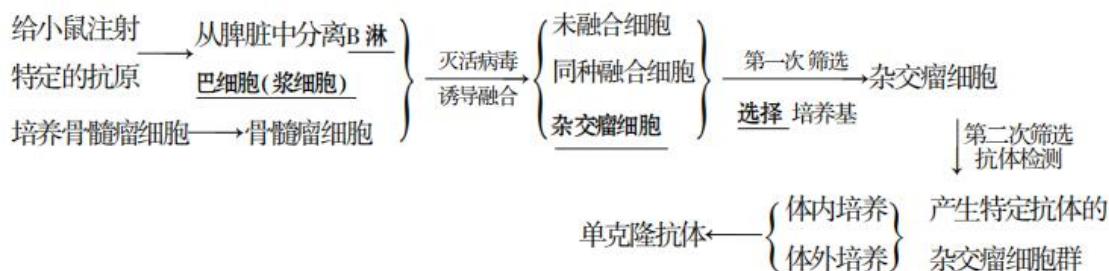 给小鼠注射
特定的抗原
从脾脏中分离B 淋
巴细胞(浆细胞)
培养骨髓瘤细胞
骨髓瘤细胞
灭活病毒
诱导融合
未融合细胞
同种融合细胞
杂交瘤细胞
第一次 筛选
选择 培养基
杂交瘤细胞
第二次筛选
抗体检测
产生特定抗体的
杂交瘤细胞群
体内培养
体外培养
单克隆抗体